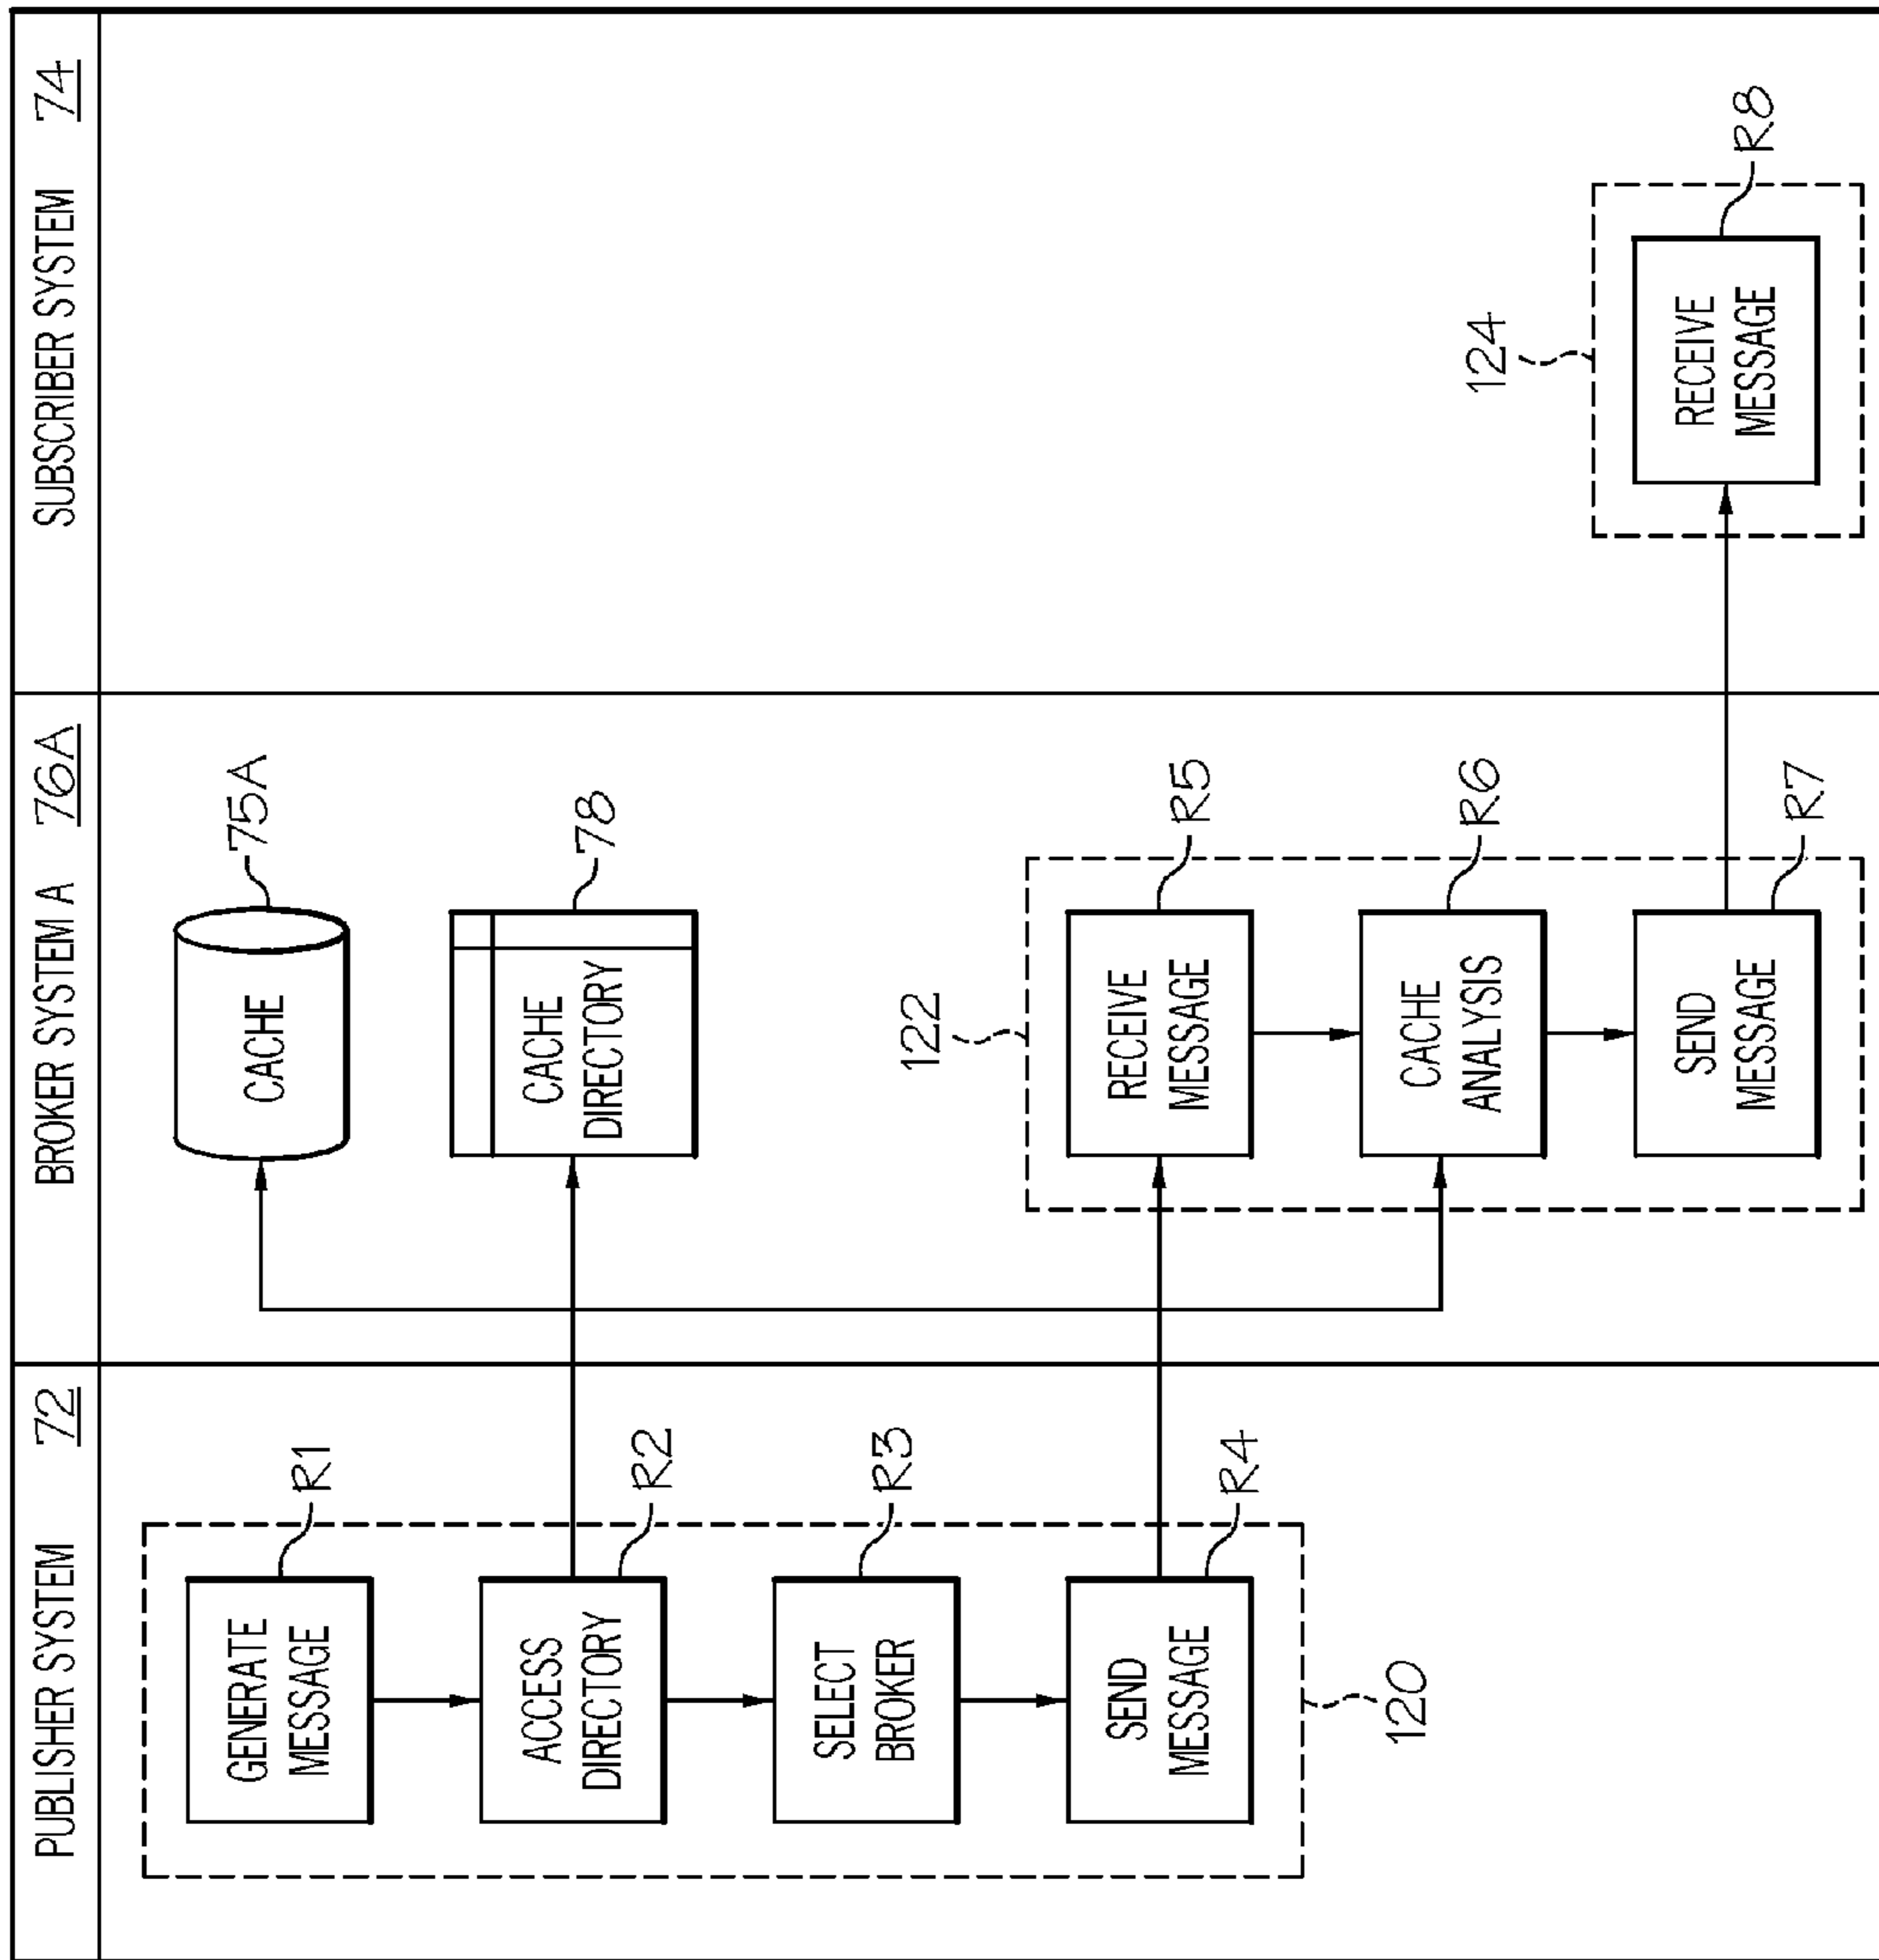 PUBLISHER SYSTEM 72
BROKER SYSTEM A 76A
SUBSCRIBER SYSTEM 74
GENERATE
MESSAGE
R1
ACCESS
DIRECTORY
R2
SELECT
BROKER
R3
SEND
MESSAGE
R4
120
CACHE
75A
CACHE
DIRECTORY
78
122
RECEIVE
MESSAGE
R5
CACHE
ANALYSIS
R6
SEND
MESSAGE
R7
124
RECEIVE
MESSAGE
R8